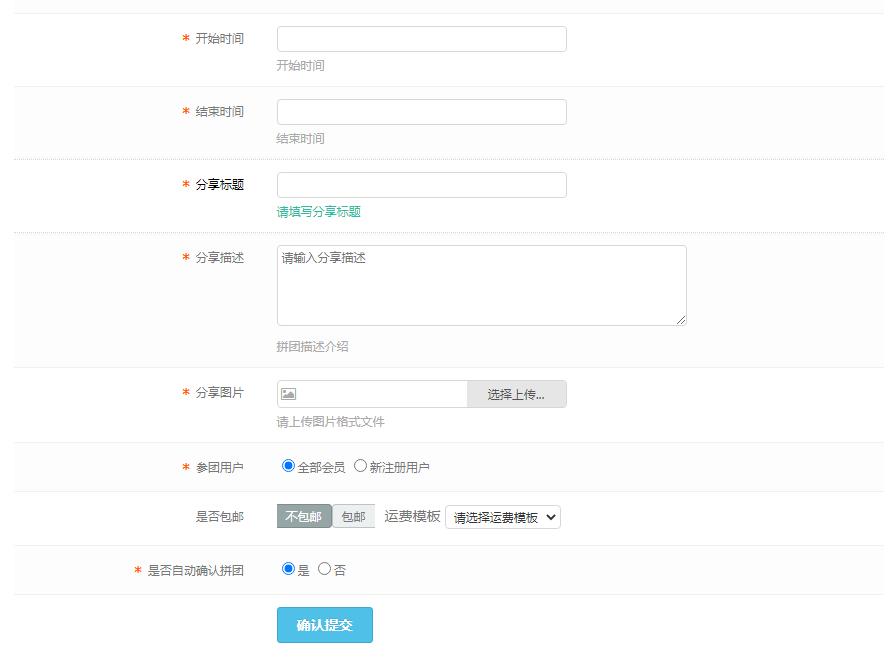 * 开始时间
开始时间
* 结束时间
结束时间
* 分享标题
请填写分享标题
* 分享描述 请输入分享描述
拼团描述介绍
* 分享图片 选择上传...
请上传图片格式文件
* 参团用户 全部会员 新注册用户
是否包邮 不包邮 包邮 运费模板 请选择运费模板
* 是否自动确认拼团 是 否
确认提交